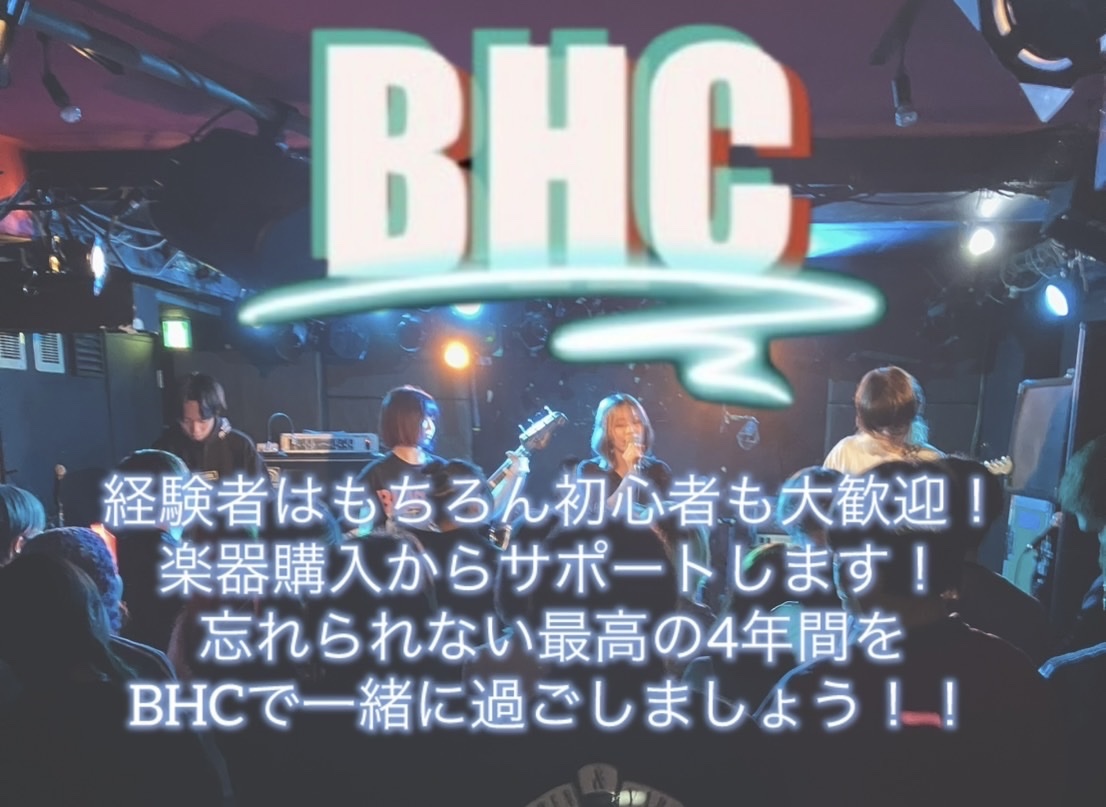 BHC
経験者はもちろん初心者も大歓迎！
楽器購入からサポートします！
忘れられない最高の4年間を
BHCで一緒に過ごしましょう！！